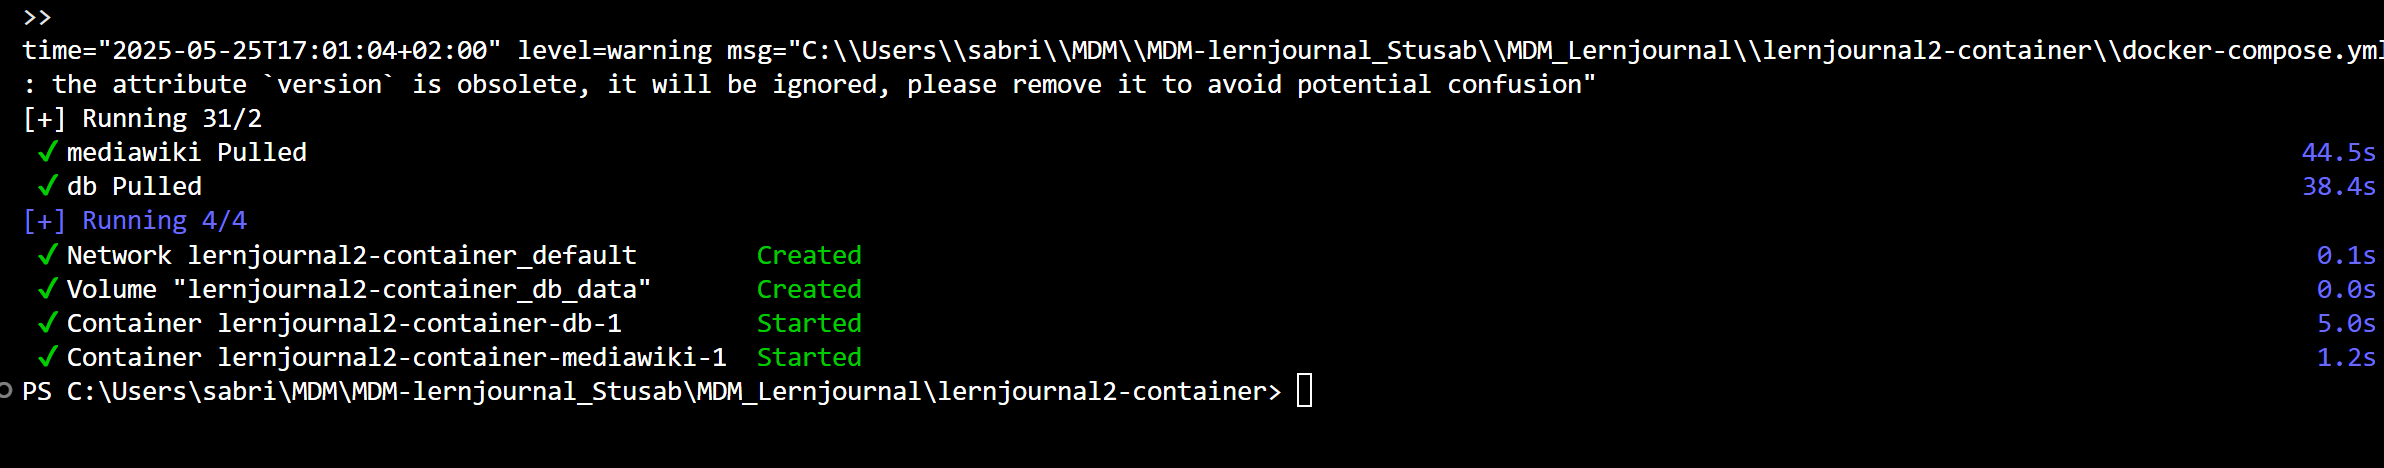 >>
time="2025-05-25T17:01:04+02:00" level=warning msg="C:\\Users\\sabri\\MDM\\MDM-lernjournal_Stusab\\MDM_Lernjournal\\lernjournal2-container\\docker-compose.yml
: the attribute `version` is obsolete, it will be ignored, please remove it to avoid potential confusion"
[+] Running 31/2
✔ mediawiki Pulled 44.5s
✔ db Pulled 38.4s
[+] Running 4/4
✔ Network lernjournal2-container_default Created 0.1s
✔ Volume "lernjournal2-container_db_data" Created 0.0s
✔ Container lernjournal2-container-db-1 Started 5.0s
✔ Container lernjournal2-container-mediawiki-1 Started 1.2s
PS C:\Users\sabri\MDM\MDM-lernjournal_Stusab\MDM_Lernjournal\lernjournal2-container>